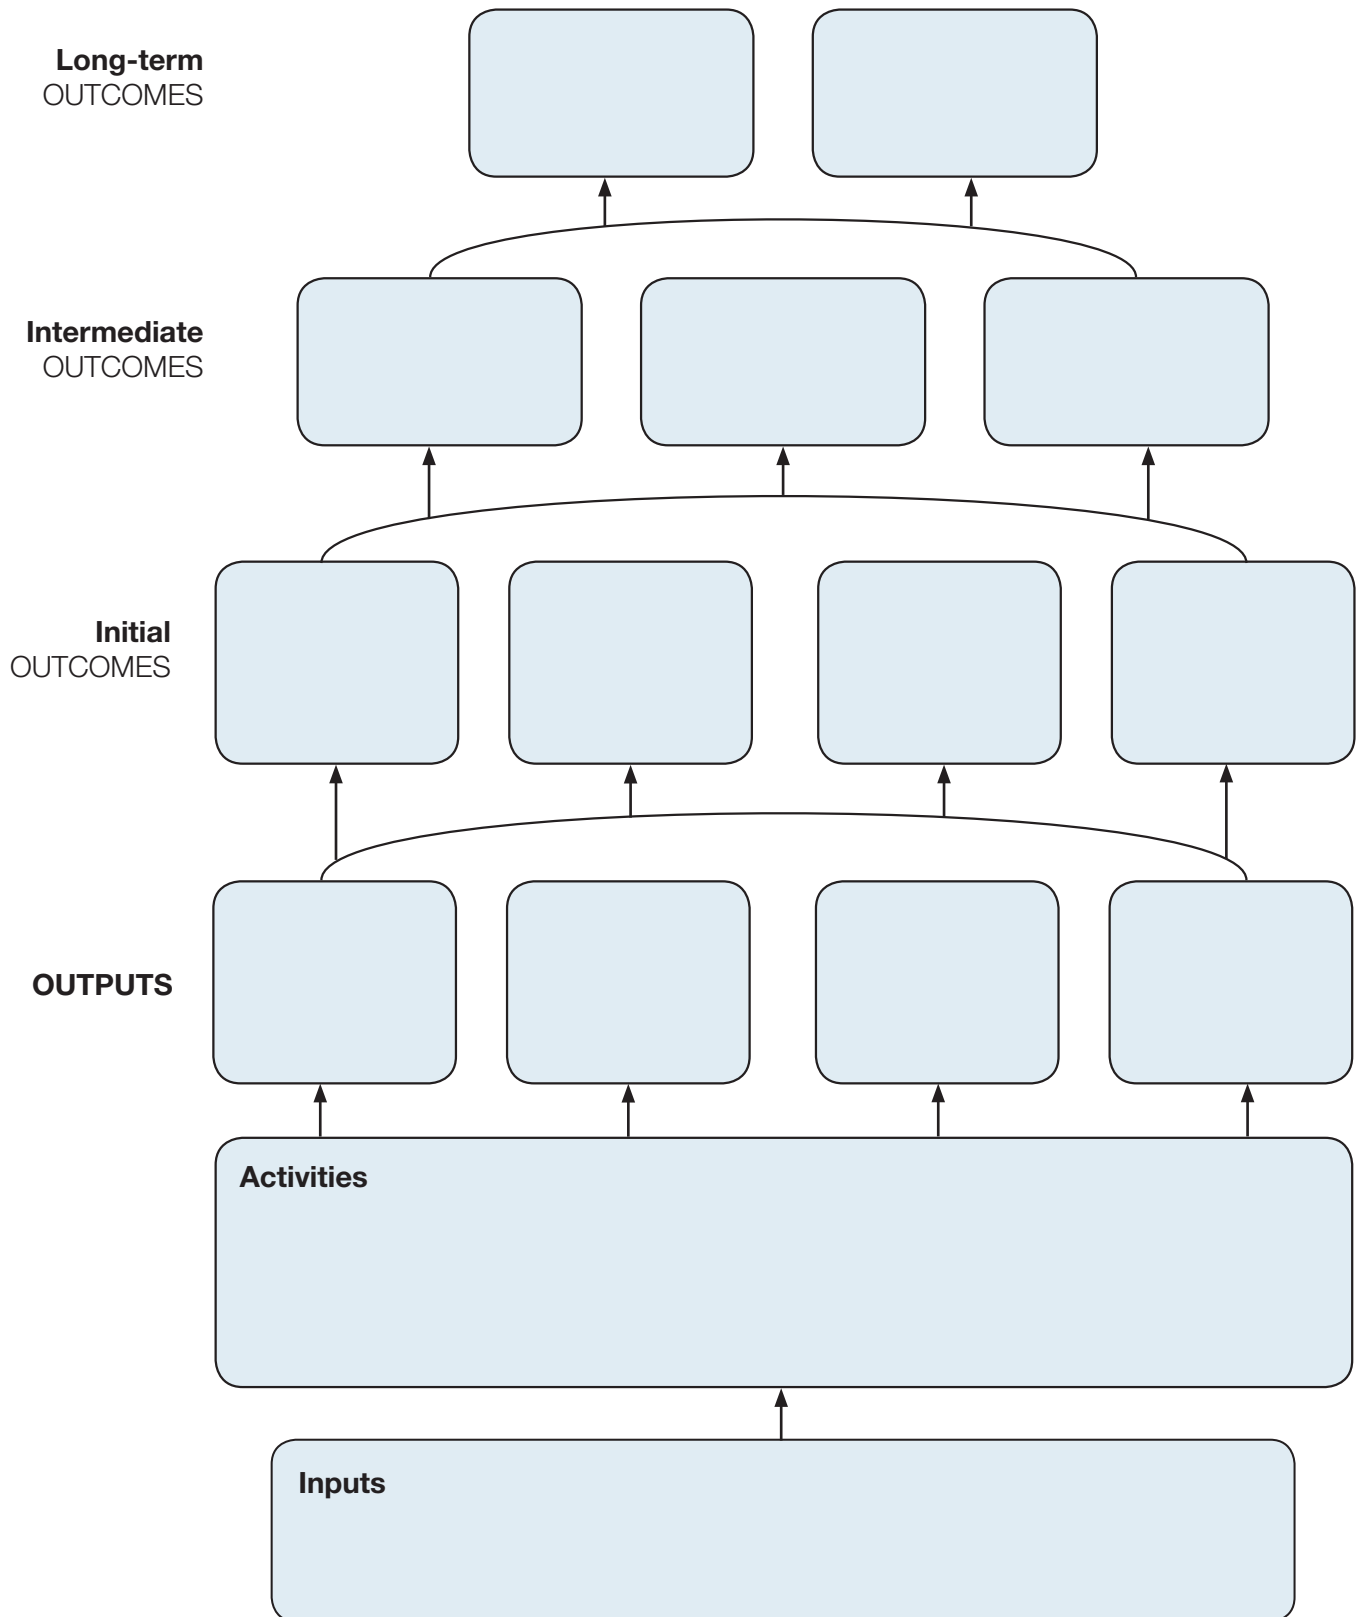 Long-term
OUTCOMES
Intermediate
OUTCOMES
Initial
OUTCOMES
OUTPUTS
Activities
Inputs